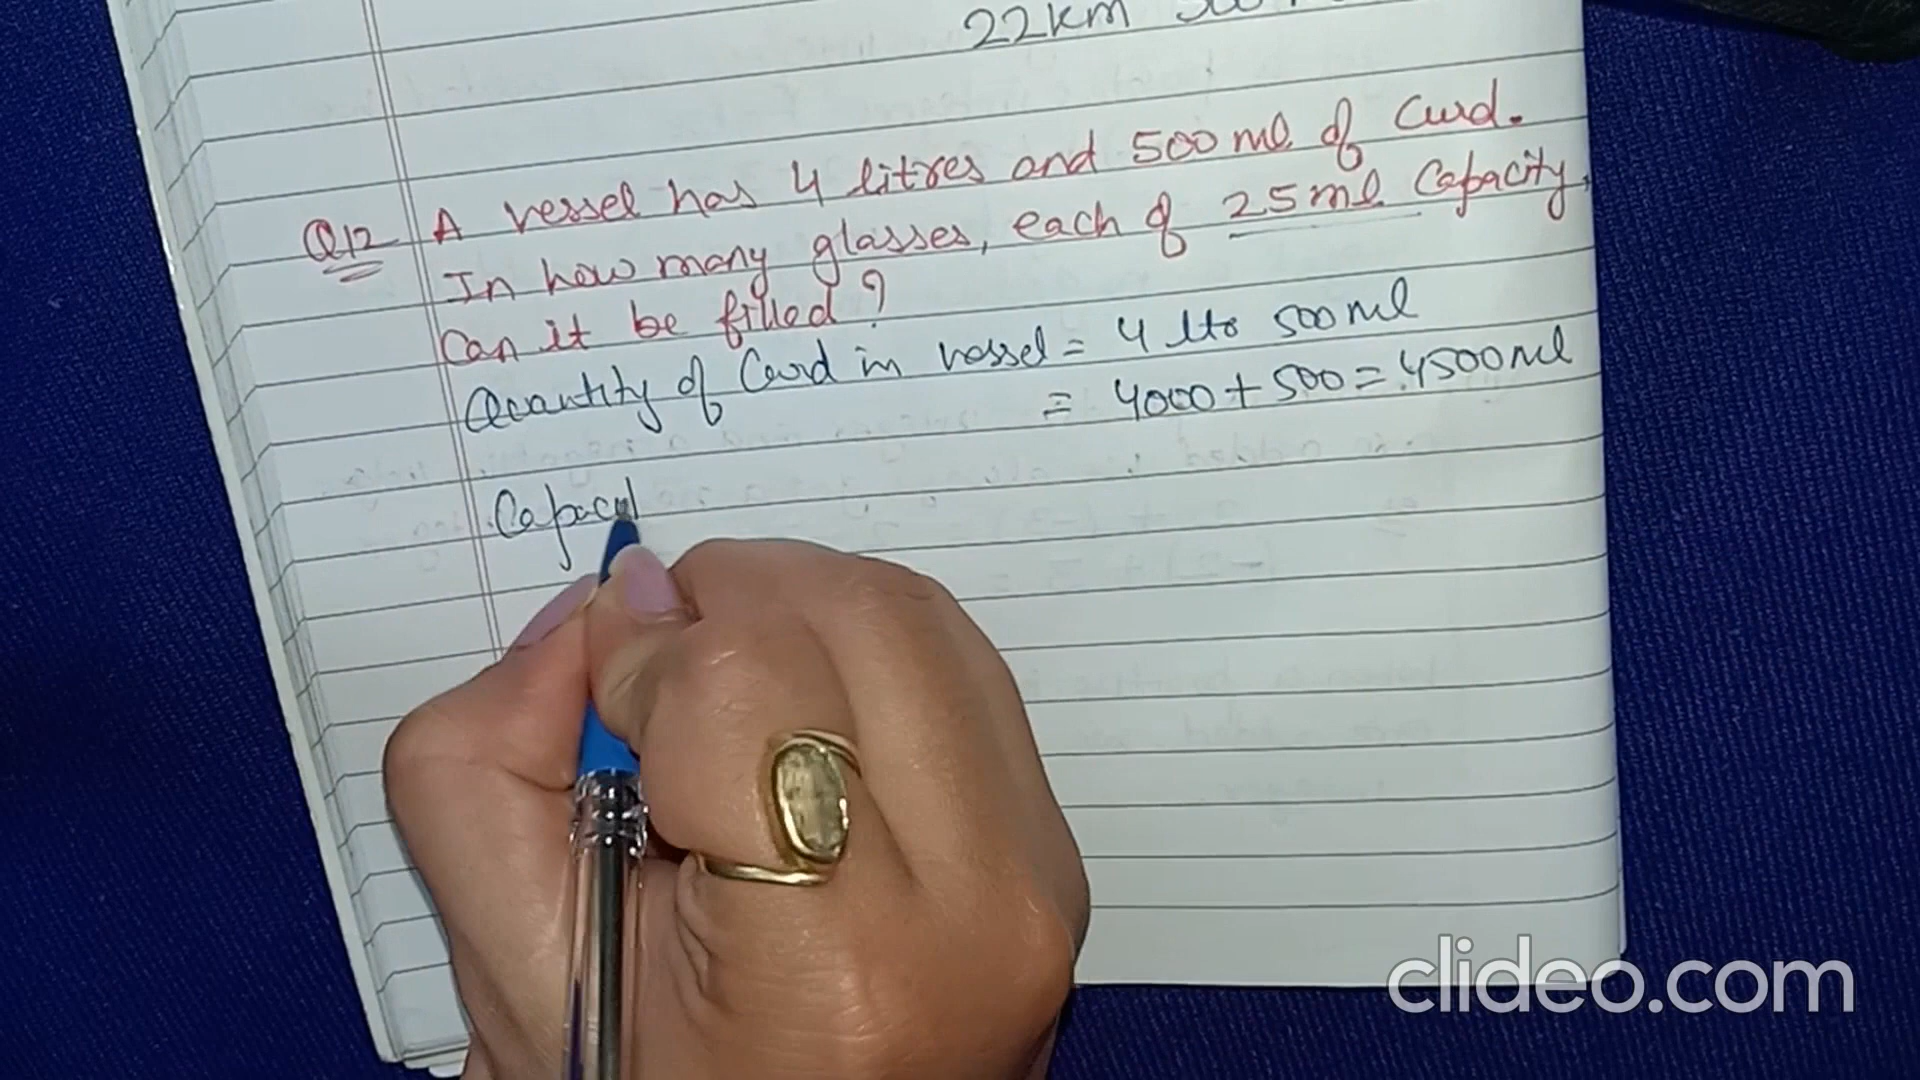 22km
Q12 A vessel has 4 litres and 500 ml of Curd.
In how many glasses, each of 25 ml Capacity,
Can it be filled?
Quantity of Curd in vessel = 4 ltr 500 ml
= 4000 + 500 = 4500 ml
Capaci
clideo.com